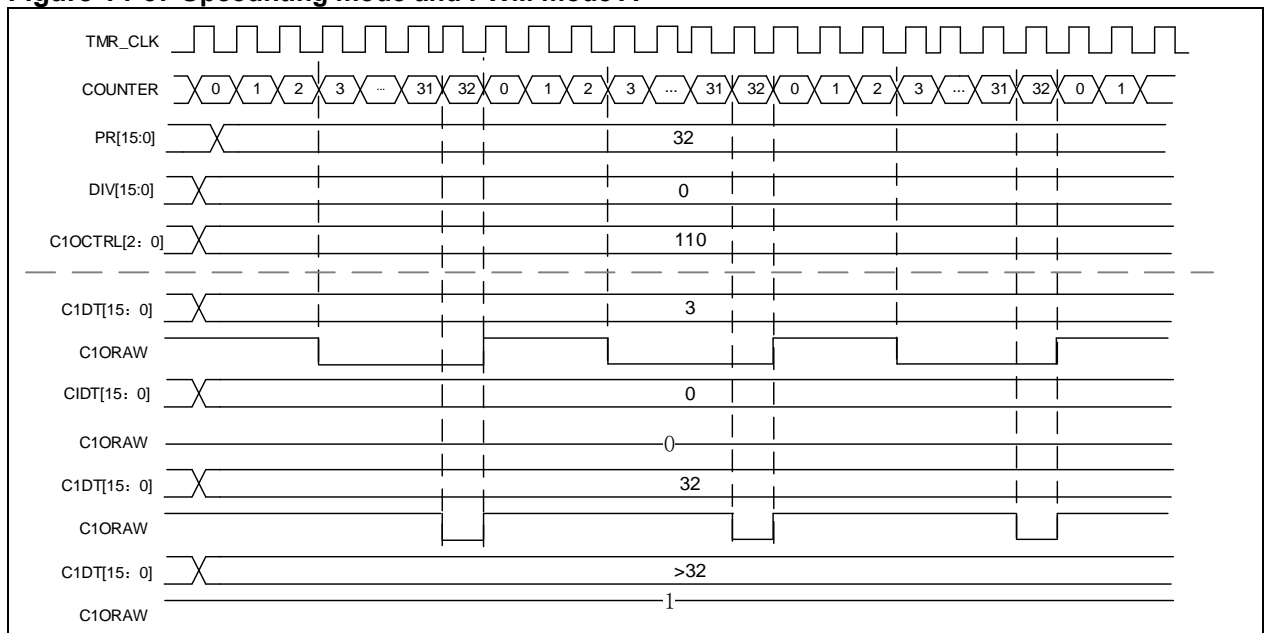 Figure Upcounting mode and PWM mode A
TMR_CLK
COUNTER 0 1 2 3 ... 31 32 0 1 2 3 ... 31 32 0 1 2 3 ... 31 32 0 1
PR[15:0] 32
DIV[15:0] 0
C1OCTRL[2：0] 110
C1DT[15：0] 3
C1ORAW
CIDT[15：0] 0
C1ORAW 0
C1DT[15：0] 32
C1ORAW
C1DT[15：0] >32
C1ORAW 1